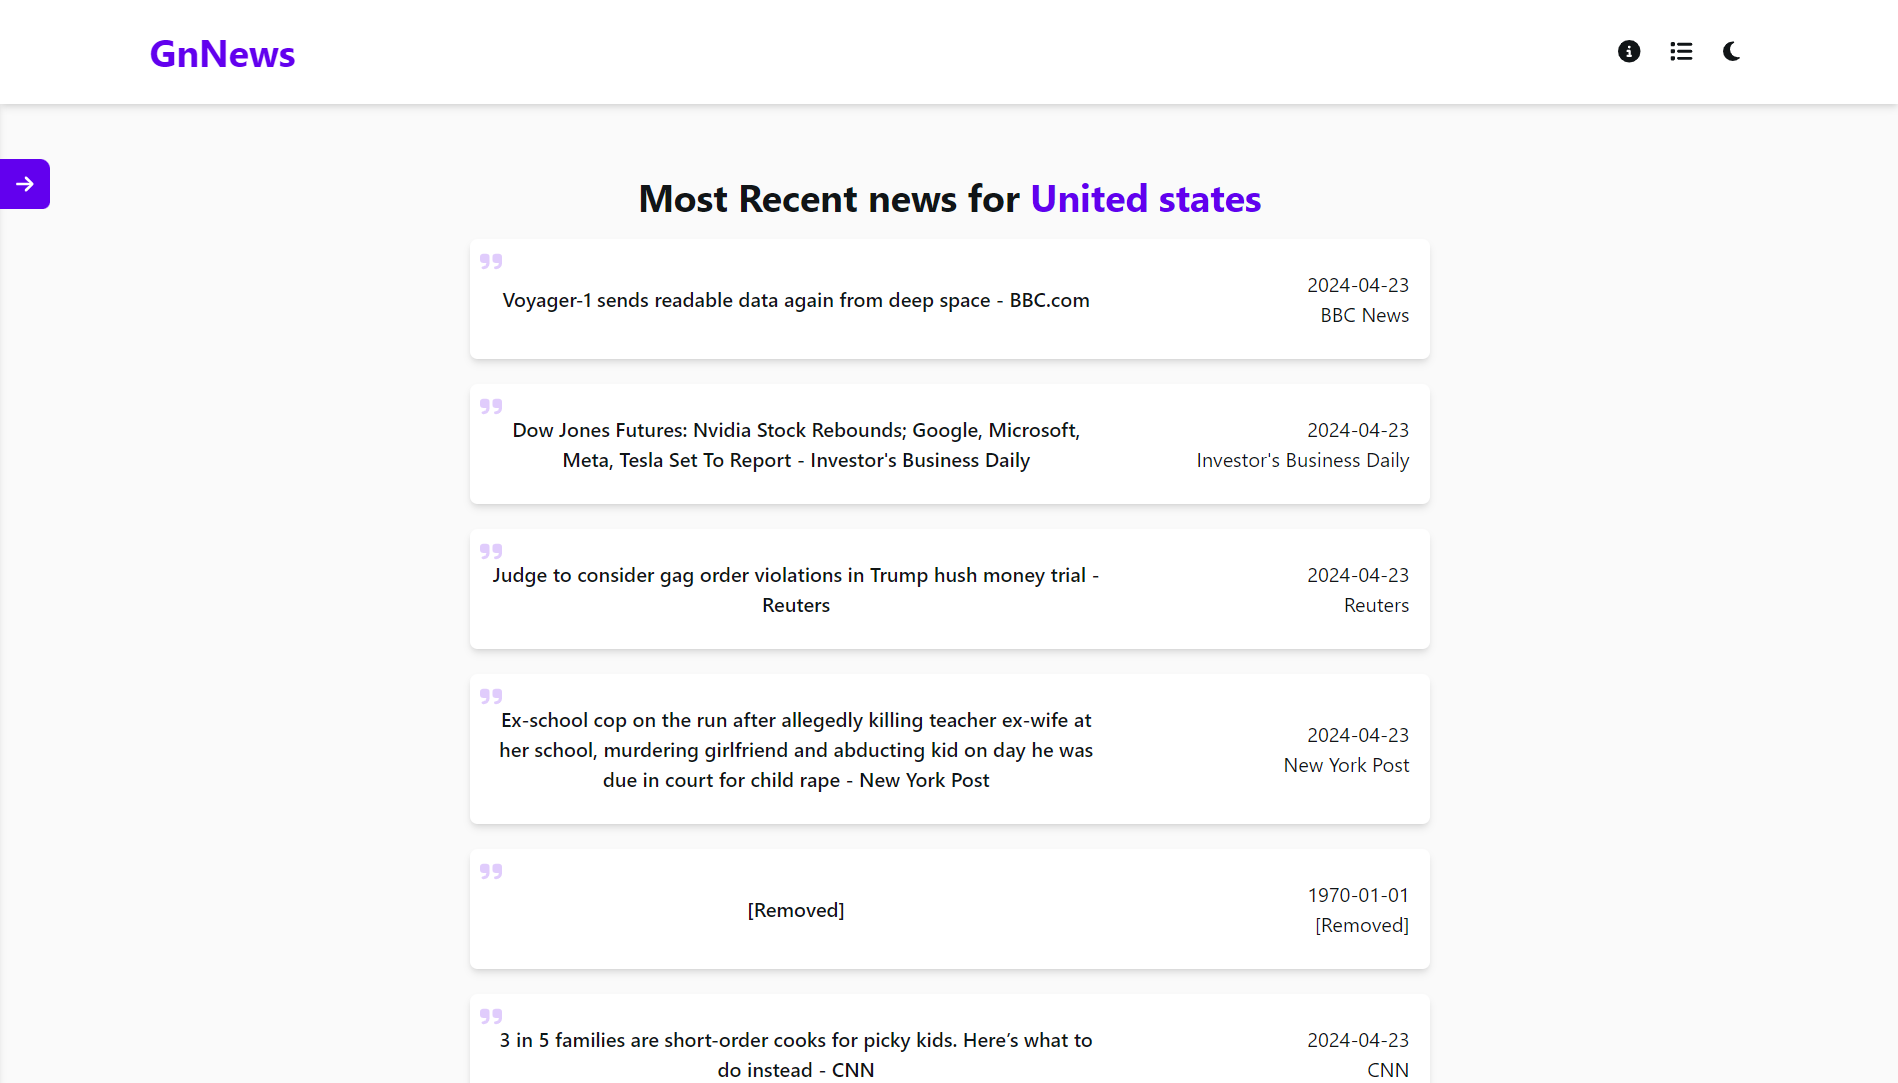 GnNews
Most Recent news for United states
Voyager-1 sends readable data again from deep space - BBC.com
2024-04-23
BBC News
Dow Jones Futures: Nvidia Stock Rebounds; Google, Microsoft,
Meta, Tesla Set To Report - Investor's Business Daily
2024-04-23
Investor's Business Daily
Judge to consider gag order violations in Trump hush money trial -
Reuters
2024-04-23
Reuters
Ex-school cop on the run after allegedly killing teacher ex-wife at
her school, murdering girlfriend and abducting kid on day he was
due in court for child rape - New York Post
2024-04-23
New York Post
[Removed]
1970-01-01
[Removed]
3 in 5 families are short-order cooks for picky kids. Here’s what to
do instead - CNN
2024-04-23
CNN